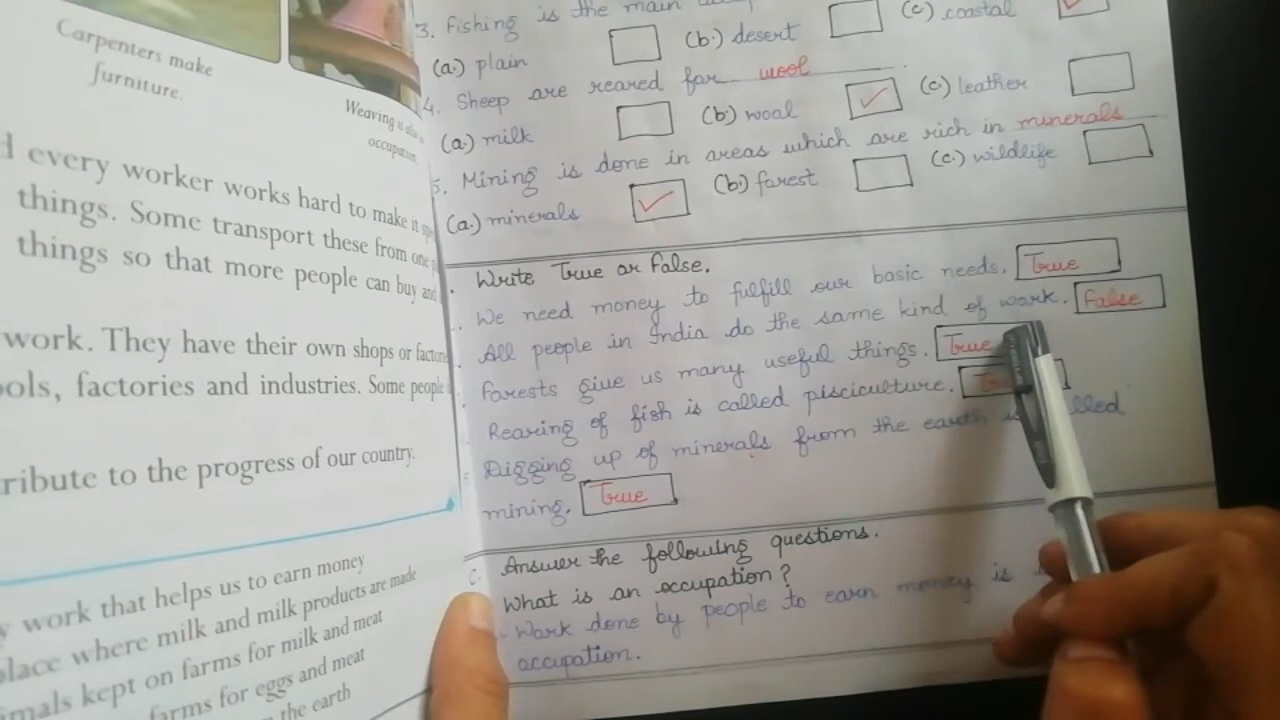 Carpenters make
furniture.
Weaving is also
occupation
every worker works hard to make it
things. Some transport these from one
things so that more people can buy and
work. They have their own shops or
factories and industries. Some people
to the progress of our country.
work that helps us to earn money
place where milk and milk products are made
kept on farms for milk and meat
farms for eggs and meat
the earth
3. Fishing is the main
(a.) plain (b.) desert (c.) coastal
4. Sheep are reared for wool.
(a.) milk (b.) wool (c.) leather
5. Mining is done in areas which are rich in minerals
(a.) minerals (b.) forest (c.) wildlife
Write True or False.
We need money to fulfill our basic needs. True
All people in India do the same kind of work. False
Forests give us many useful things. True
Rearing of fish is called pisciculture.
Digging up of minerals from the earth
mining. True
C. Answer the following questions.
What is an occupation?
Work done by people to earn money is
occupation.